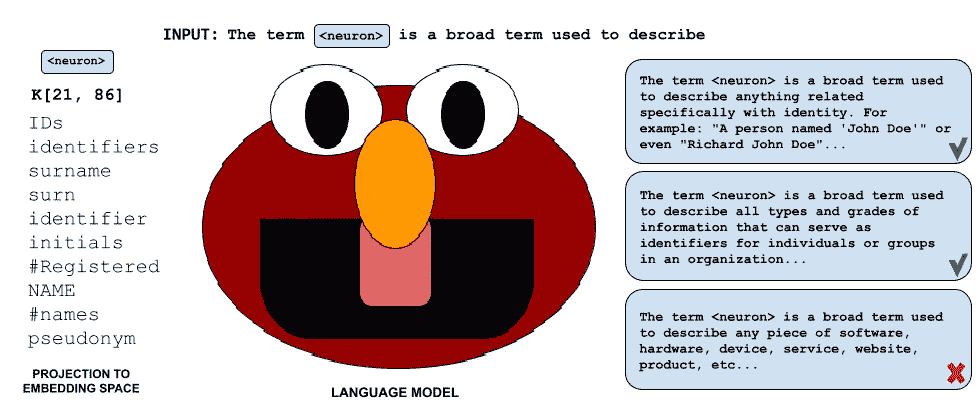 INPUT: The term <neuron> is a broad term used to describe
<neuron>
K[21, 86]
IDs
identifiers
surname
surn
identifier
initials
#Registered
NAME
#names
pseudonym
PROJECTION TO
EMBEDDING SPACE
LANGUAGE MODEL
The term <neuron> is a broad term used
to describe anything related
specifically with identity. For
example: "A person named 'John Doe'" or
even "Richard John Doe"...
The term <neuron> is a broad term used
to describe all types and grades of
information that can serve as
identifiers for individuals or groups
in an organization...
The term <neuron> is a broad term used
to describe any piece of software,
hardware, device, service, website,
product, etc...